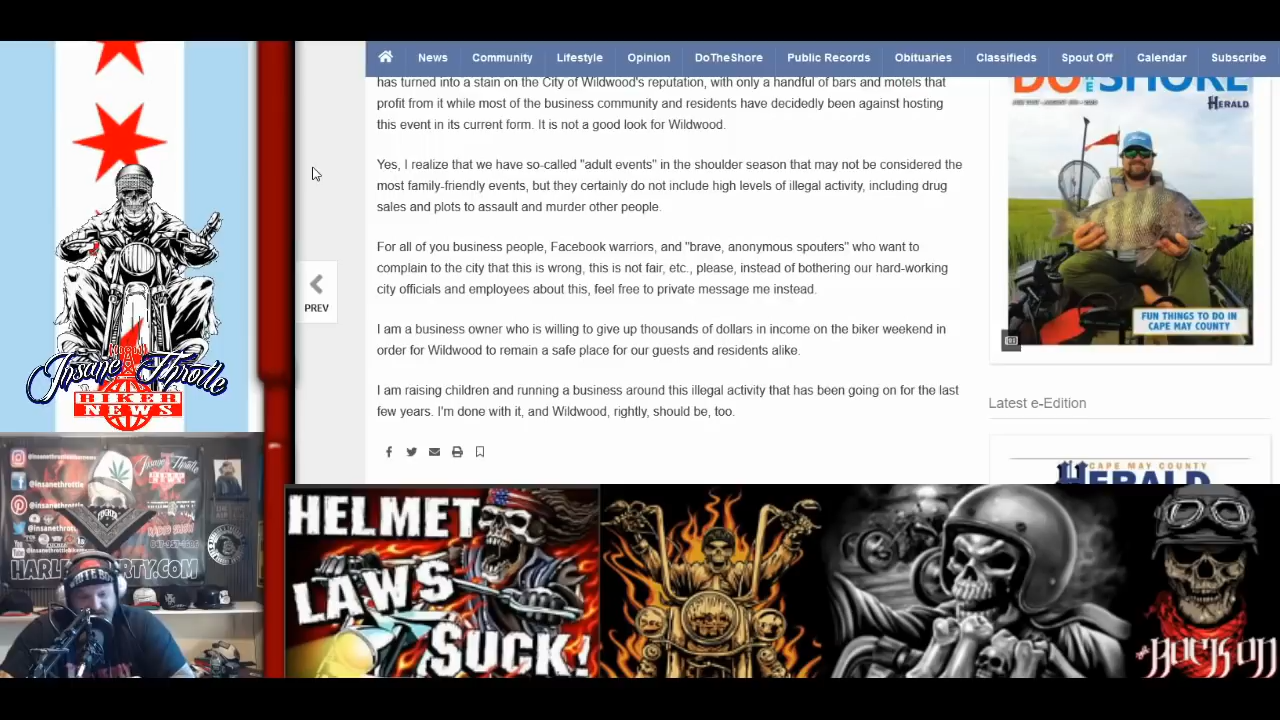 News Community Lifestyle Opinion DoTheShore Public Records Obituaries Classifieds Spout Off Calendar Subscribe
has turned into a stain on the City of Wildwood's reputation, with only a handful of bars and motels that
profit from it while most of the business community and residents have decidedly been against hosting
this event in its current form. It is not a good look for Wildwood.
Yes, I realize that we have so-called "adult events" in the shoulder season that may not be considered the
most family-friendly events, but they certainly do not include high levels of illegal activity, including drug
sales and plots to assault and murder other people.
For all of you business people, Facebook warriors, and "brave, anonymous spouters" who want to
complain to the city that this is wrong, this is not fair, etc., please, instead of bothering our hard-working
city officials and employees about this, feel free to private message me instead.
I am a business owner who is willing to give up thousands of dollars in income on the biker weekend in
order for Wildwood to remain a safe place for our guests and residents alike.
I am raising children and running a business around this illegal activity that has been going on for the last
few years. I'm done with it, and Wildwood, rightly, should be, too.
PREV
DO THE SHORE
HERALD
FUN THINGS TO DO IN
CAPE MAY COUNTY
Latest e-Edition
CAPE MAY COUNTY
HERALD
Insane Throttle
BIKER
NEWS
@insanethrottlebikernews
@insanethrottle
Insane Throttle
HARLEYLIBERTY.COM
HELMET
LAWS
SUCK!
ROCK ON